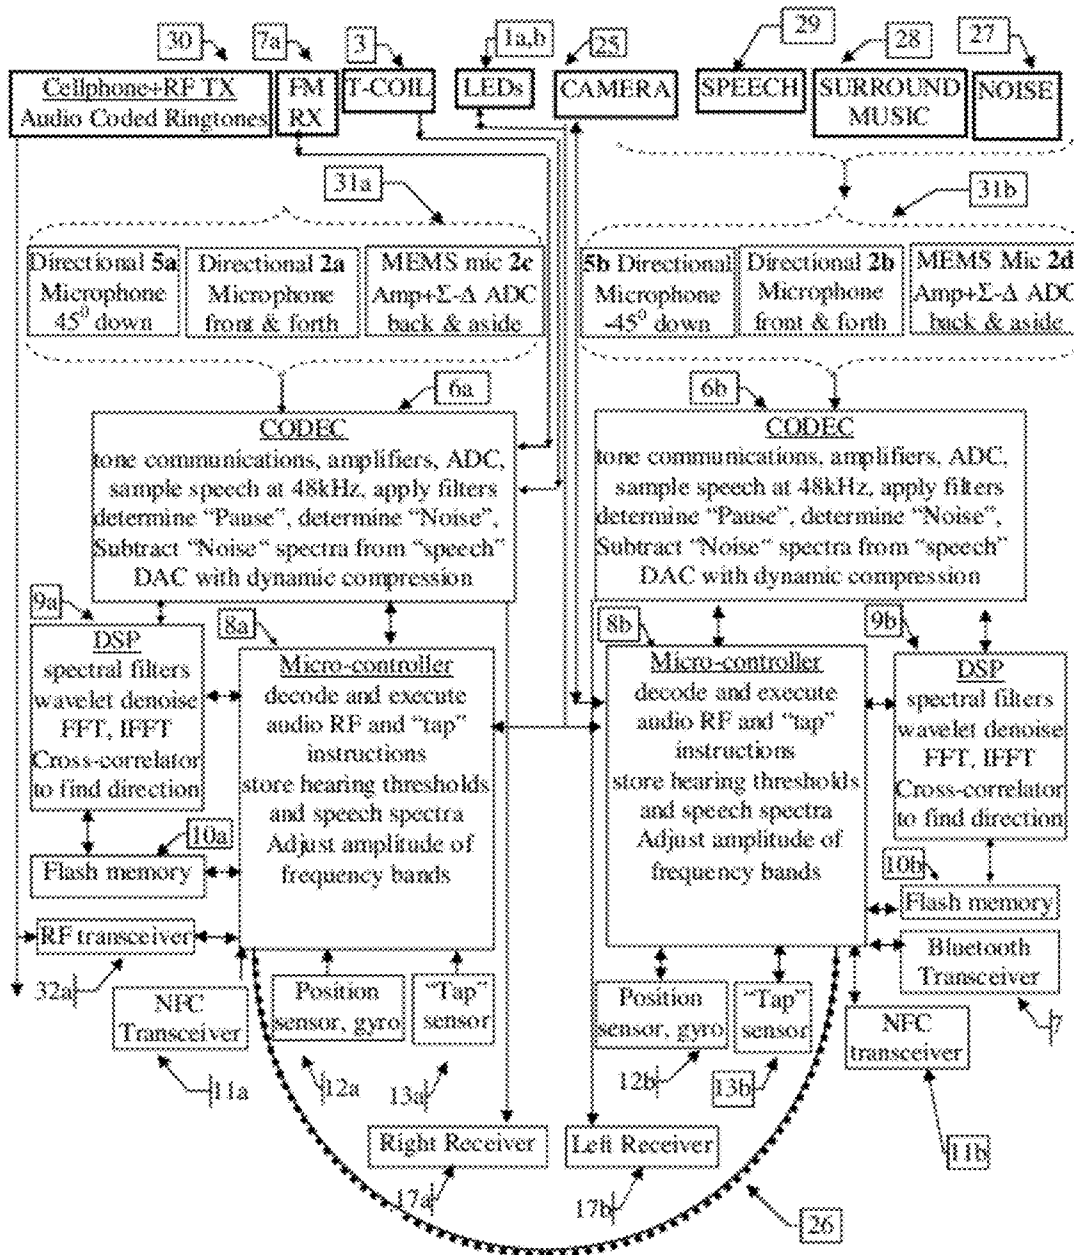 30
7a
3
1a,b
25
29
28
27
Cellphone+RF TX
Audio Coded Ringtones
FM
RX
T-COIL
LEDs
CAMERA
SPEECH
SURROUND
MUSIC
NOISE
31a
31b
Directional 5a
Microphone
45⁰ down
Directional 2a
Microphone
front & forth
MEMS mic 2c
Amp+Σ-Δ ADC
back & aside
5b Directional
Microphone
-45⁰ down
Directional 2b
Microphone
front & forth
MEMS Mic 2d
Amp+Σ-Δ ADC
back & aside
6a
6b
CODEC
tone communications, amplifiers, ADC,
sample speech at 48kHz, apply filters
determine “Pause”, determine “Noise”,
Subtract “Noise” spectra from “speech”
DAC with dynamic compression
CODEC
tone communications, amplifiers, ADC,
sample speech at 48kHz, apply filters
determine “Pause”, determine “Noise”,
Subtract “Noise” spectra from “speech”
DAC with dynamic compression
9a
8a
8b
9b
DSP
spectral filters
wavelet denoise
FFT, IFFT
Cross-correlator
to find direction
Micro-controller
decode and execute
audio RF and “tap”
instructions
store hearing thresholds
and speech spectra
Adjust amplitude of
frequency bands
Micro-controller
decode and execute
audio RF and “tap”
instructions
store hearing thresholds
and speech spectra
Adjust amplitude of
frequency bands
DSP
spectral filters
wavelet denoise
FFT, IFFT
Cross-correlator
to find direction
10a
10b
Flash memory
Flash memory
RF transceiver
Bluetooth
Transceiver
32a
7
NFC
Transceiver
Position
sensor, gyro
“Tap”
sensor
Position
sensor, gyro
“Tap”
sensor
NFC
transceiver
11a
12a
13a
12b
13b
11b
Right Receiver
Left Receiver
17a
17b
26